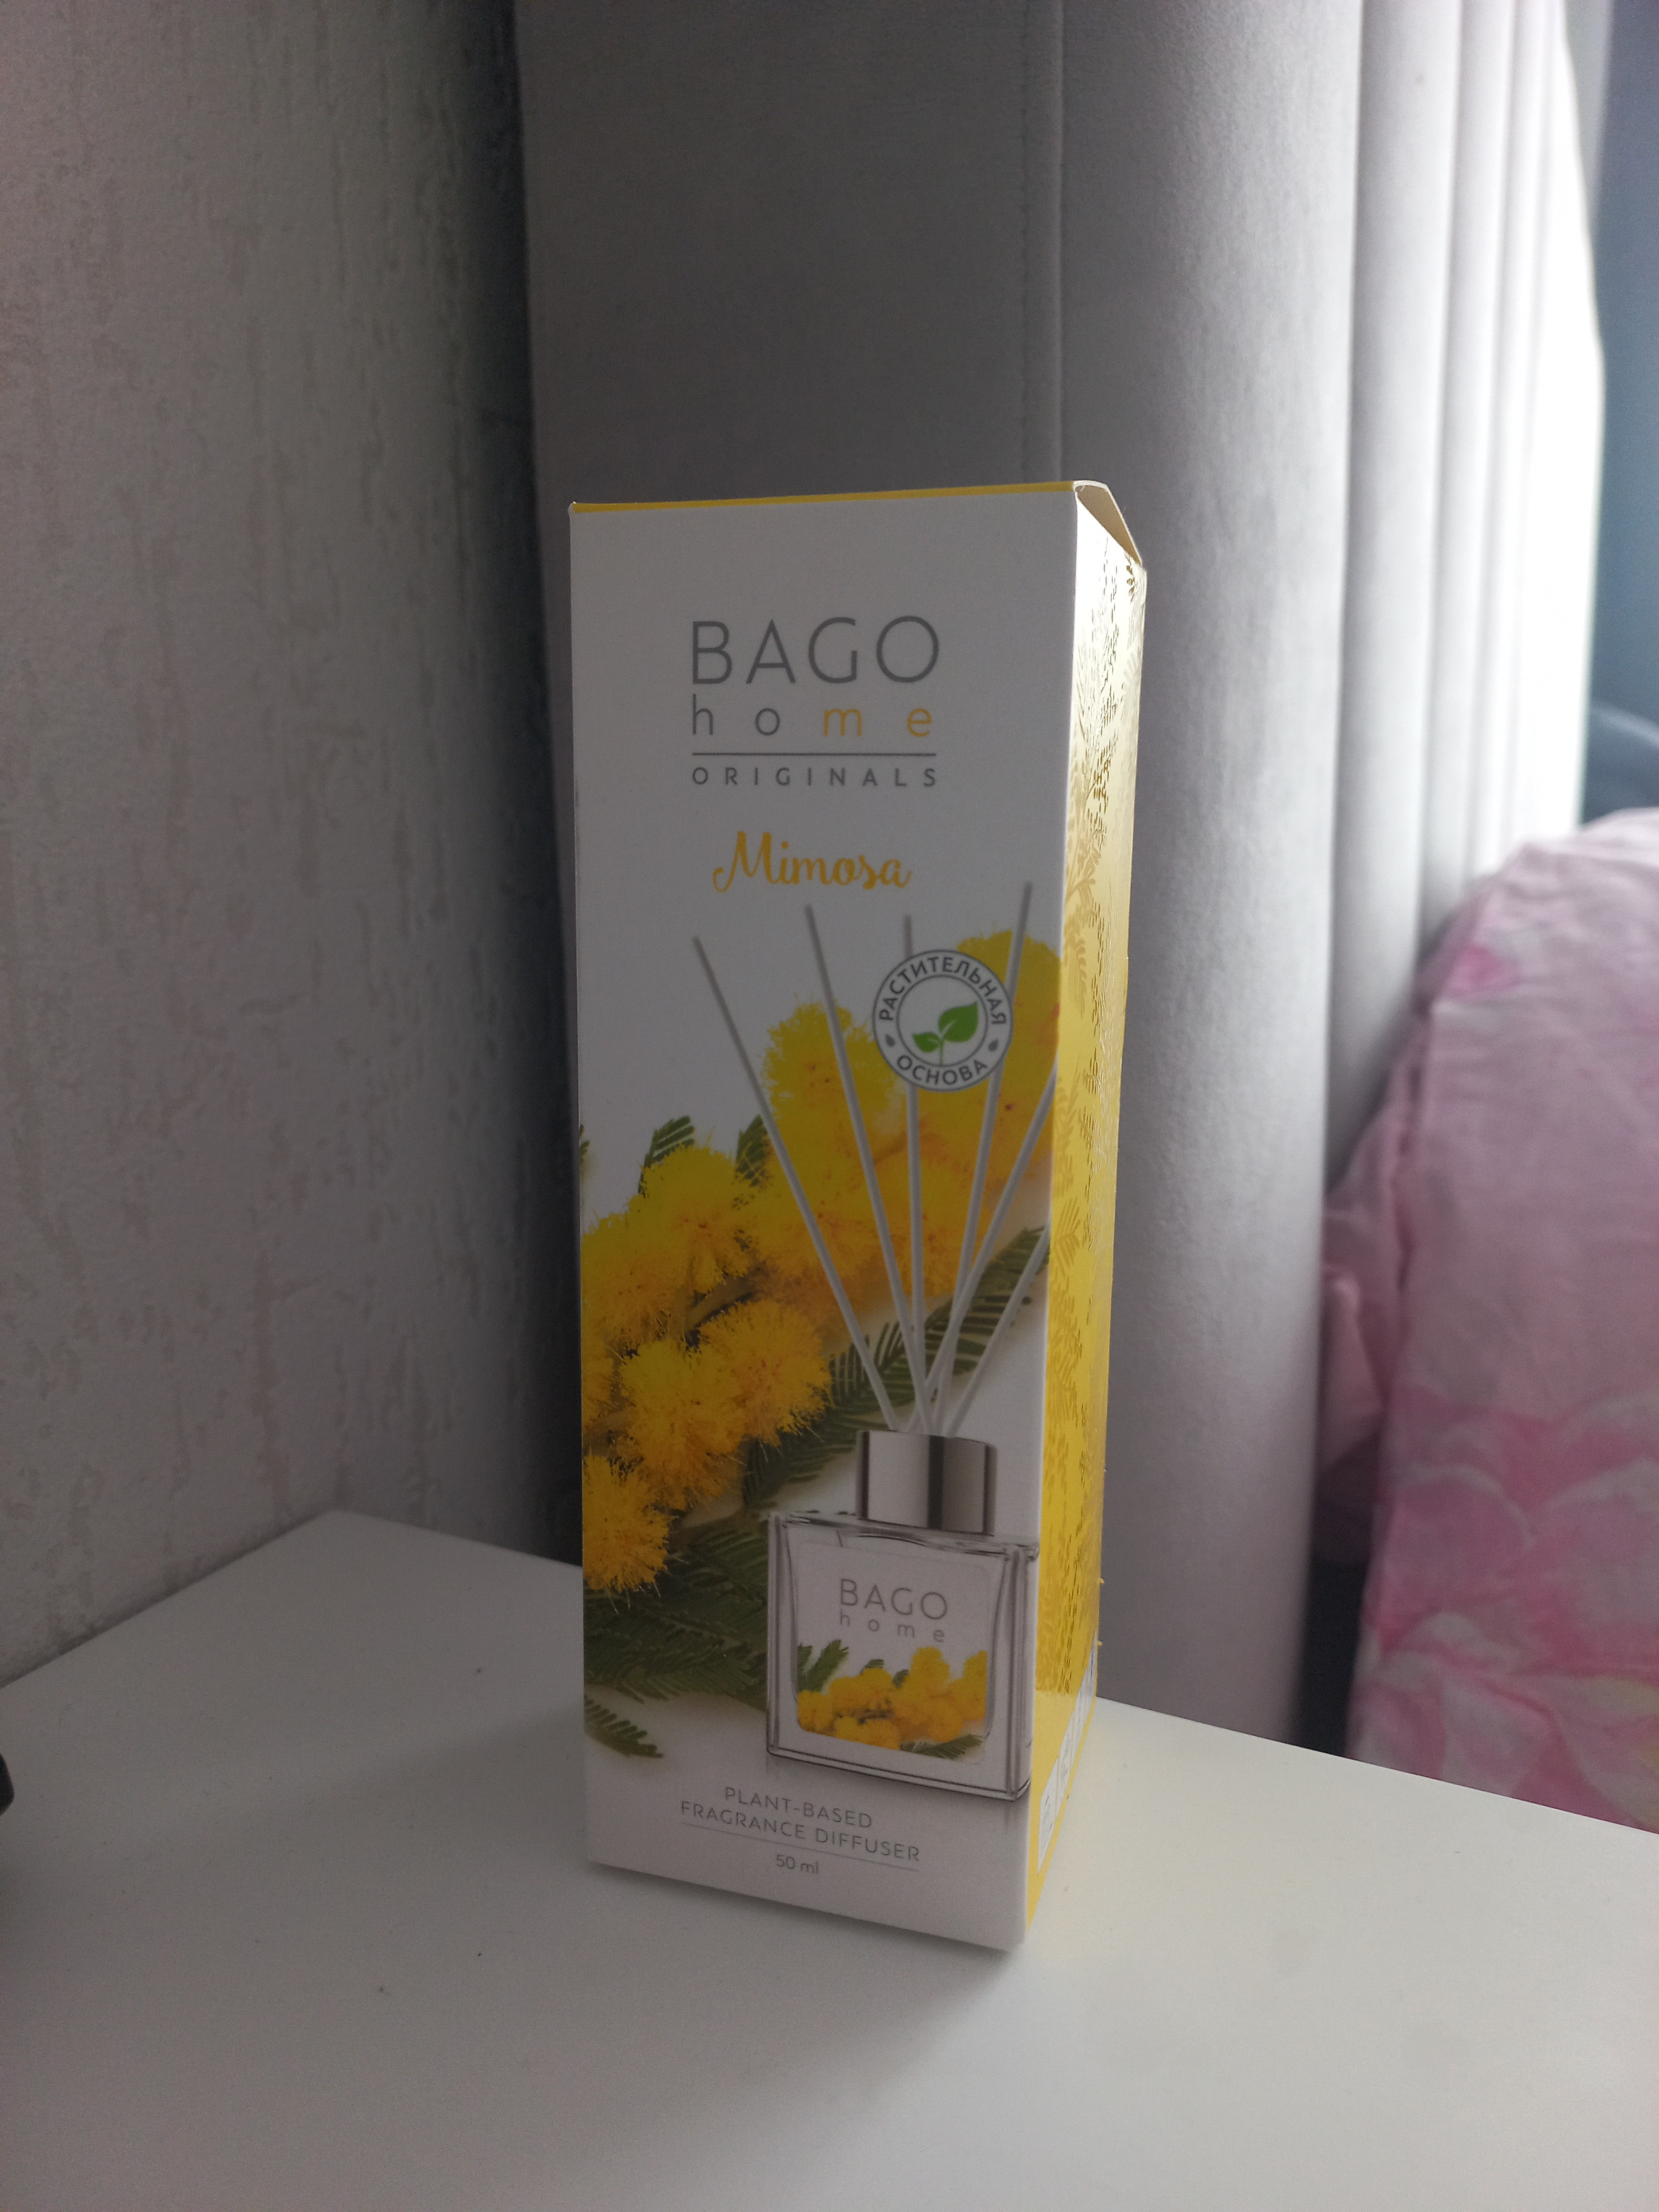 BAGO
home
ORIGINALS
Mimosa
РАСТИТЕЛЬНАЯ
ОСНОВА
BAGO
home
PLANT-BASED
FRAGRANCE DIFFUSER
50 ml